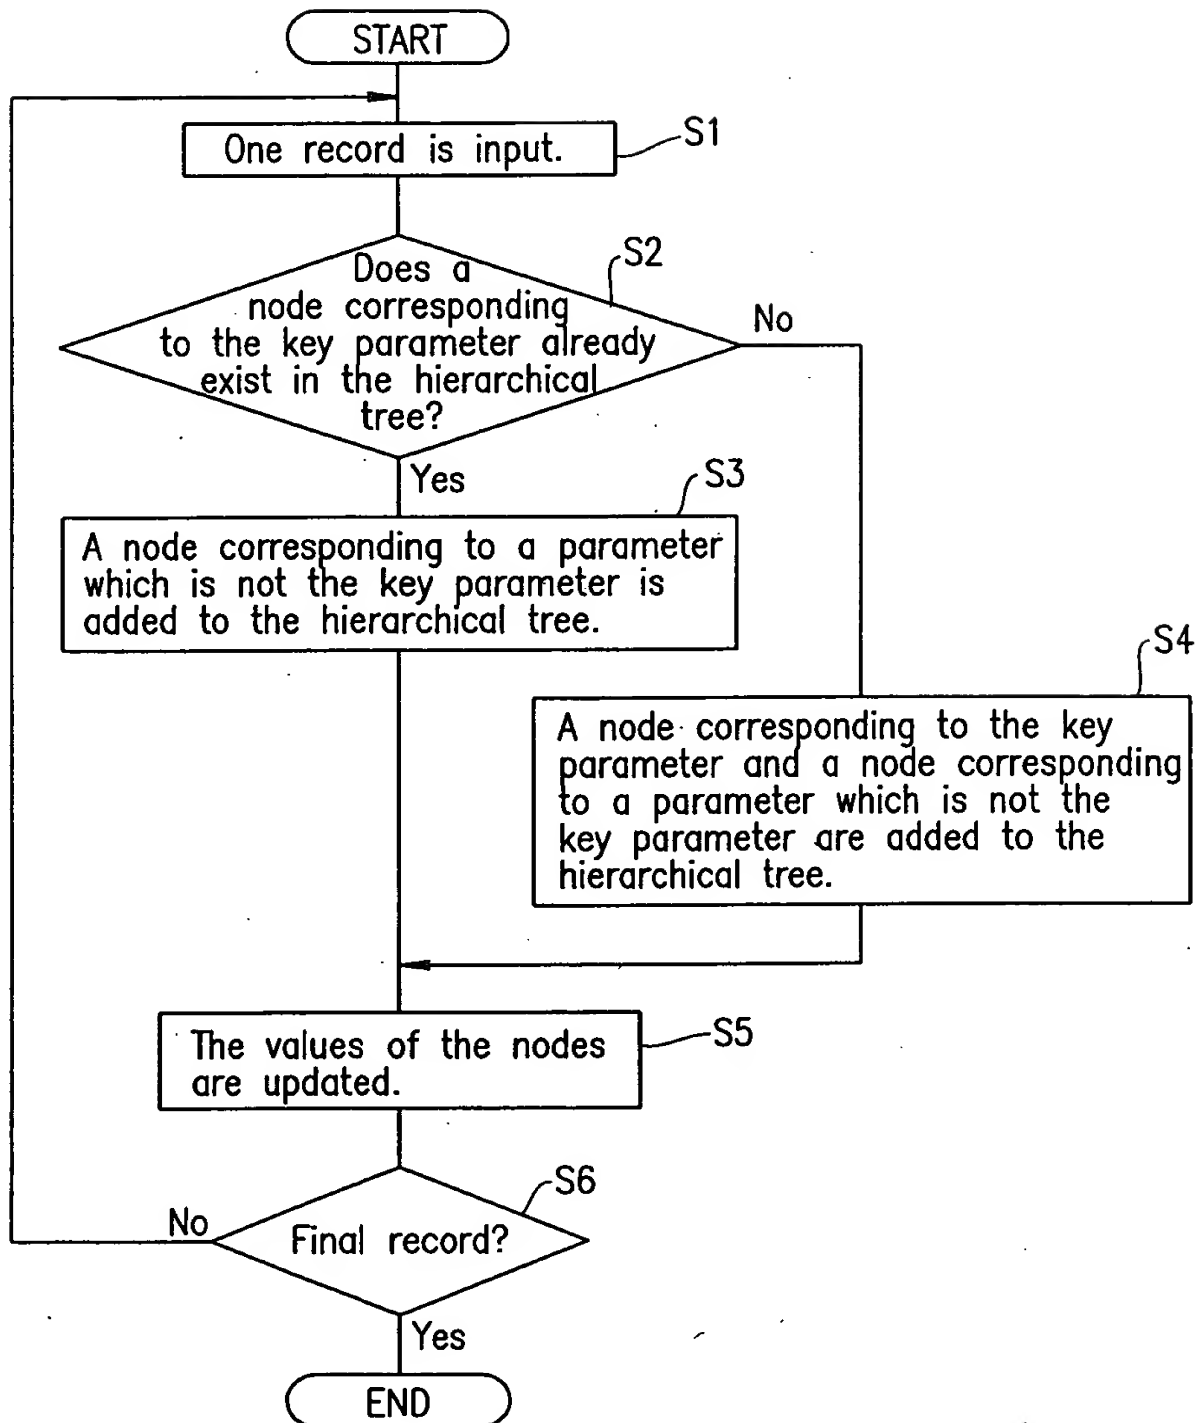 START
One record is input.
S1
S2
Does a
node corresponding
to the key parameter already
exist in the hierarchical
tree?
No
Yes
S3
A node corresponding to a parameter
which is not the key parameter is
added to the hierarchical tree.
S4
A node corresponding to the key
parameter and a node corresponding
to a parameter which is not the
key parameter are added to the
hierarchical tree.
The values of the nodes
are updated.
S5
S6
Final record?
No
Yes
END